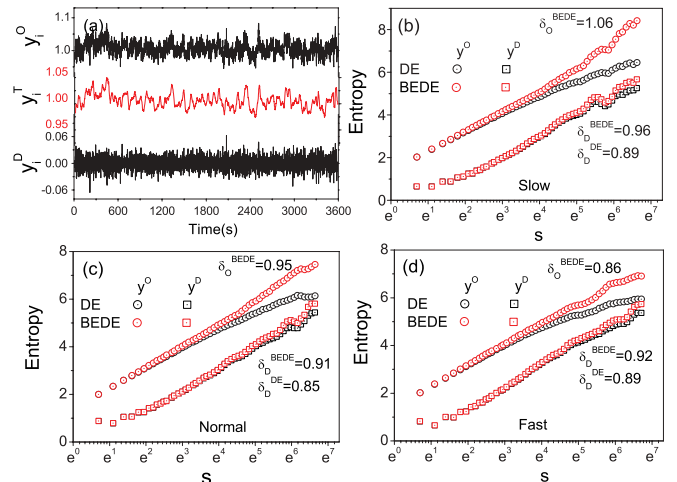 (a)
y_i^O
1.1
1.0
y_i^T
1.05
1.00
0.95
y_i^D
0.06
0.00
-0.06
0 600 1200 1800 2400 3000 3600
Time(s)
(b)
δ_O^BEDE=1.06
y^O y^D
DE
BEDE
δ_D^BEDE=0.96
δ_D^DE=0.89
Slow
Entropy
8
6
4
2
0
e^0 e^1 e^2 e^3 e^4 e^5 e^6 e^7
s
(c)
δ_O^BEDE=0.95
y^O y^D
DE
BEDE
δ_D^BEDE=0.91
δ_D^DE=0.85
Normal
Entropy
8
6
4
2
0
e^0 e^1 e^2 e^3 e^4 e^5 e^6 e^7
s
(d)
δ_O^BEDE=0.86
y^O y^D
DE
BEDE
δ_D^BEDE=0.92
δ_D^DE=0.89
Fast
Entropy
8
6
4
2
0
e^0 e^1 e^2 e^3 e^4 e^5 e^6 e^7
s